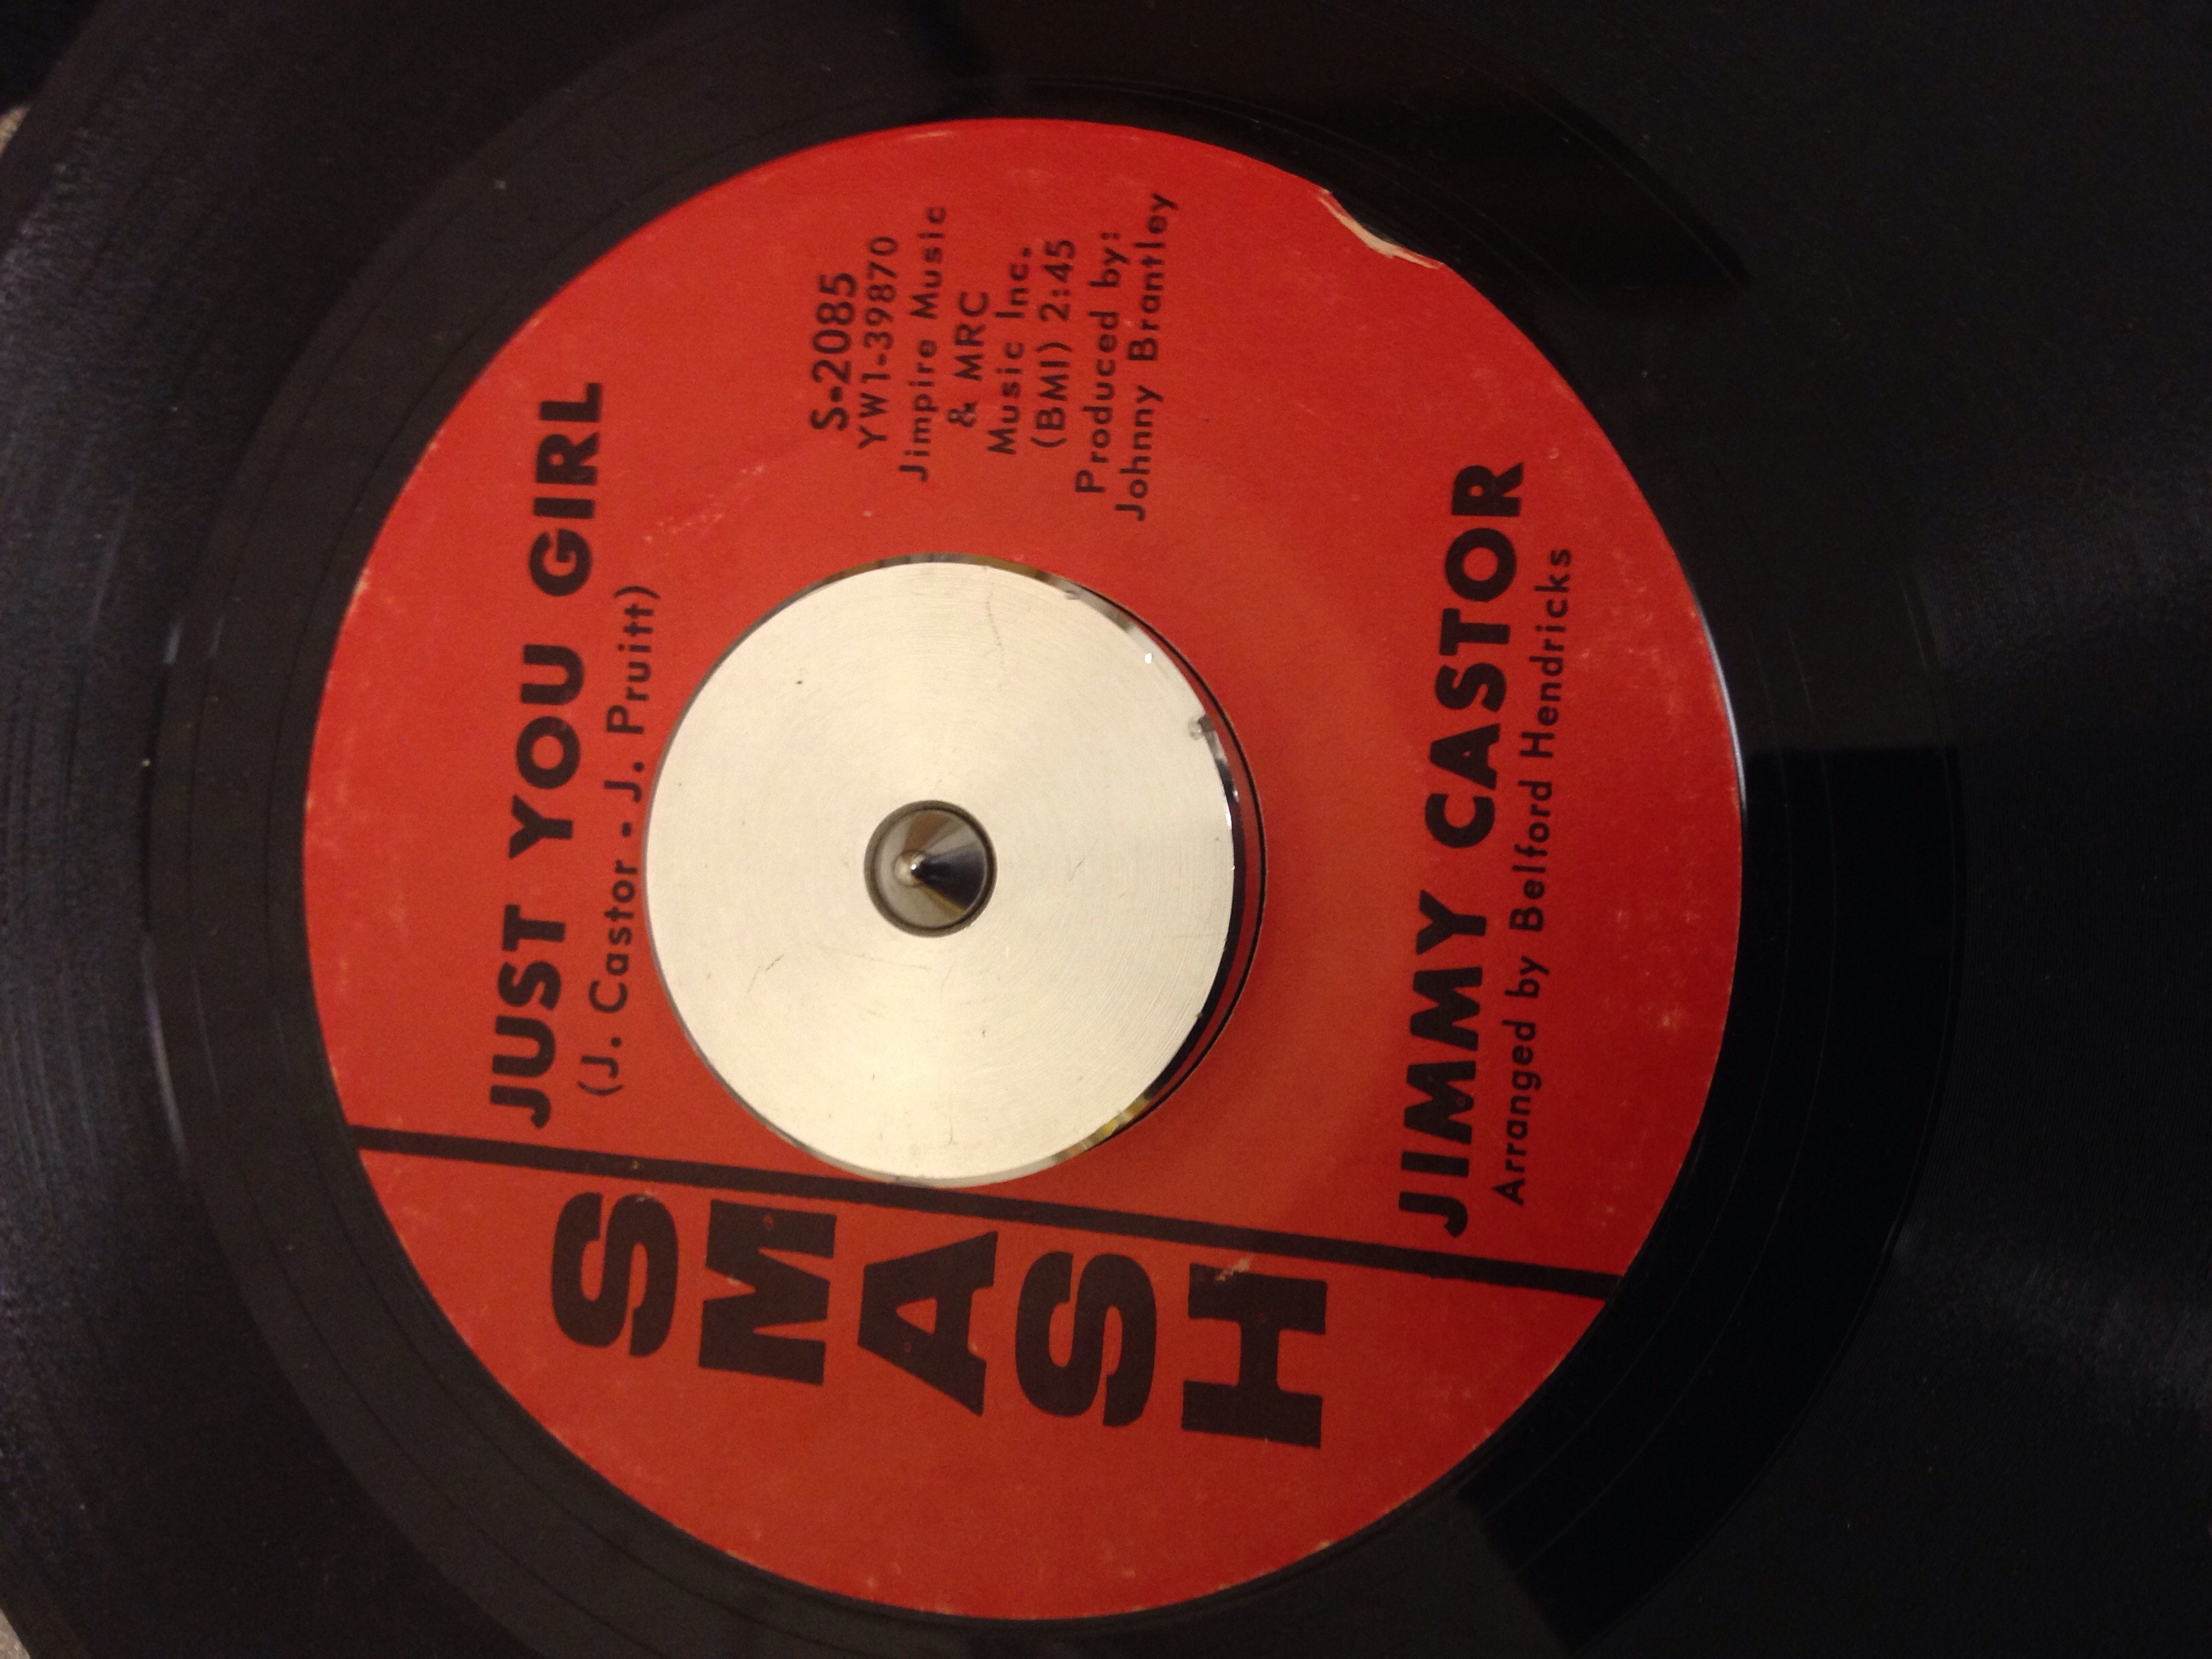 SMASH
JUST YOU GIRL
(J. Castor - J. Pruitt)
S-2085
YW1-39870
Jimpire Music
& MRC
Music Inc.
(BMI) 2:45
Produced by:
Johnny Brantley
JIMMY CASTOR
Arranged by Belford Hendricks